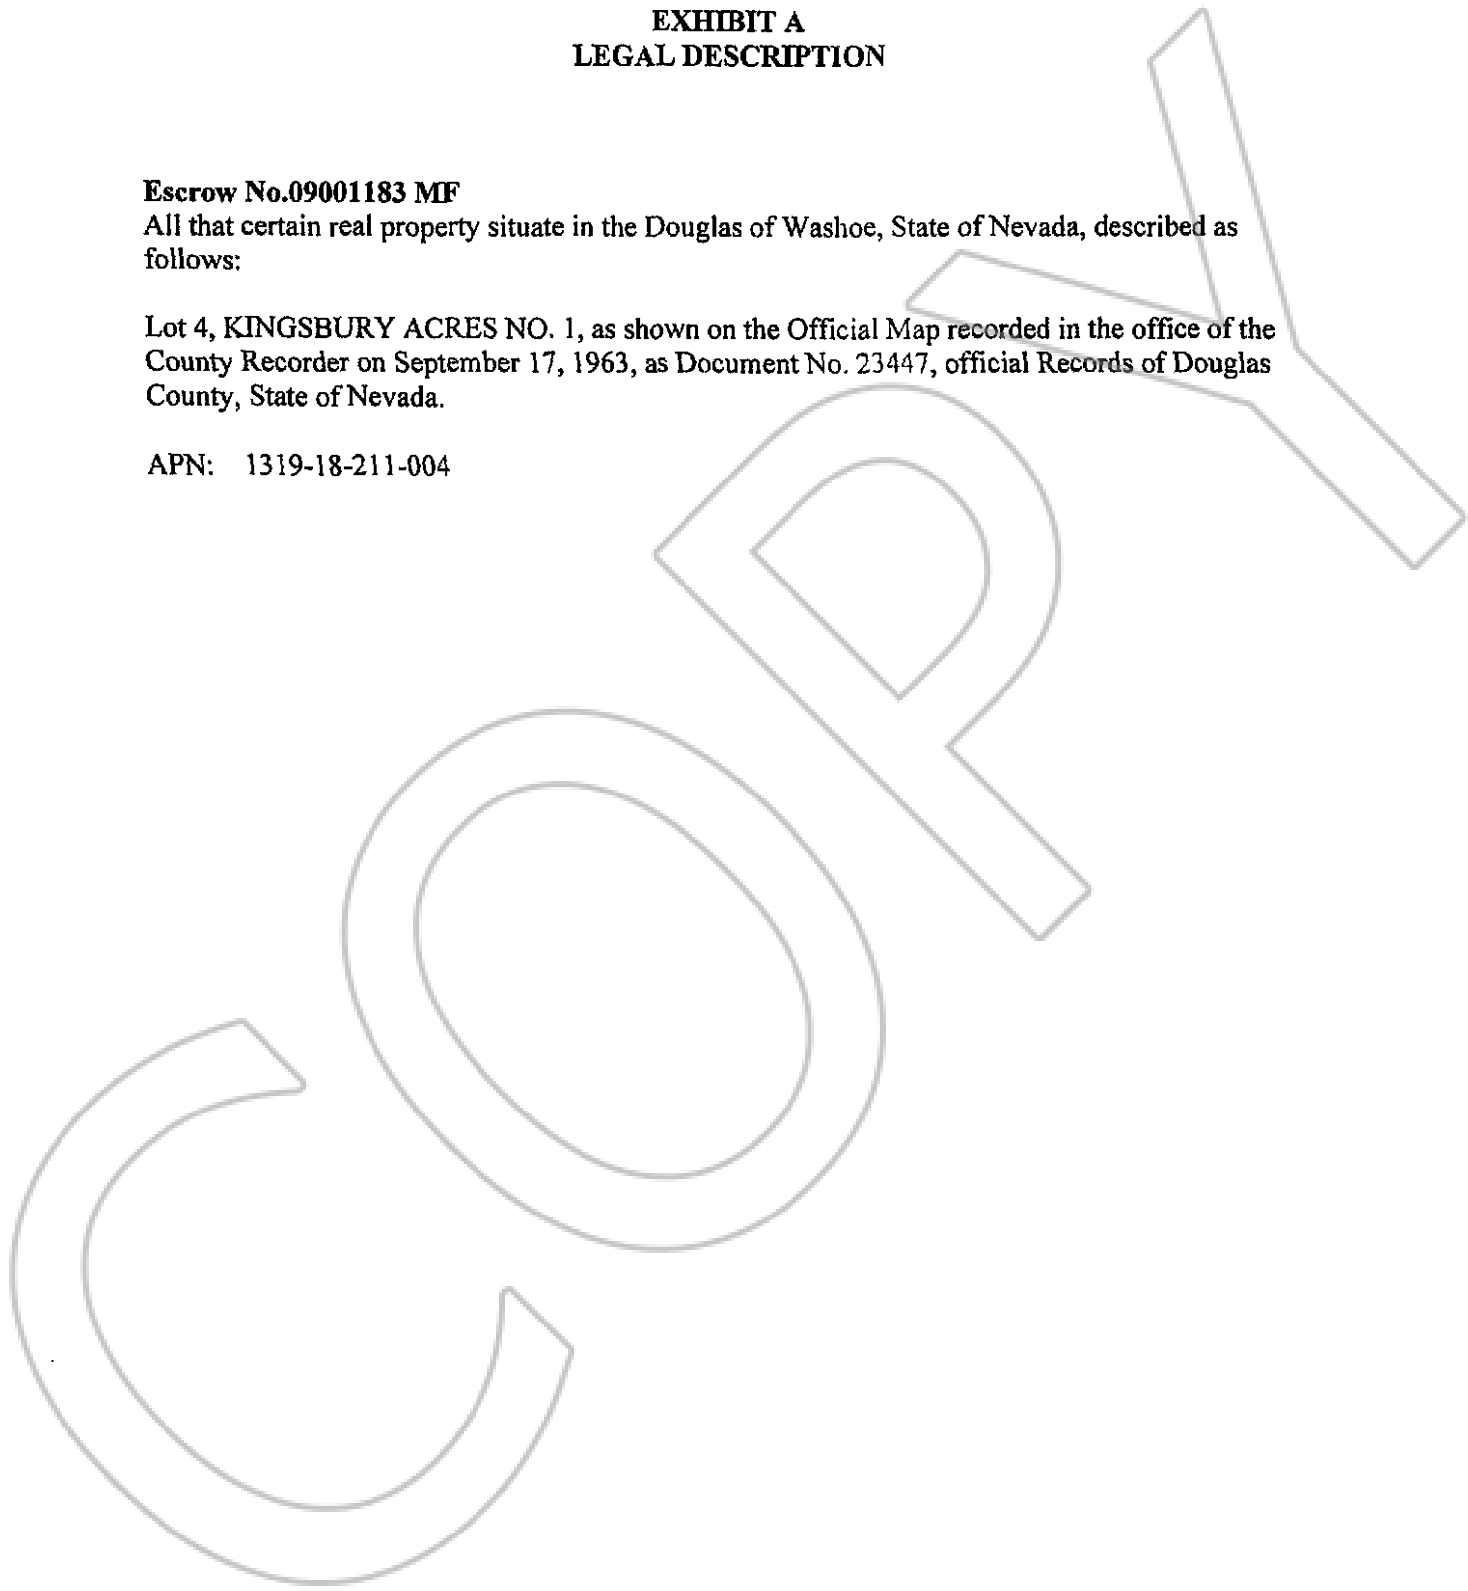 EXHIBIT A
LEGAL DESCRIPTION
Escrow No.09001183 MF
All that certain real property situate in the Douglas of Washoe, State of Nevada, described as
follows:
Lot 4, KINGSBURY ACRES NO. 1, as shown on the Official Map recorded in the office of the
County Recorder on September 17, 1963, as Document No. 23447, official Records of Douglas
County, State of Nevada.
APN: 1319-18-211-004
COPY